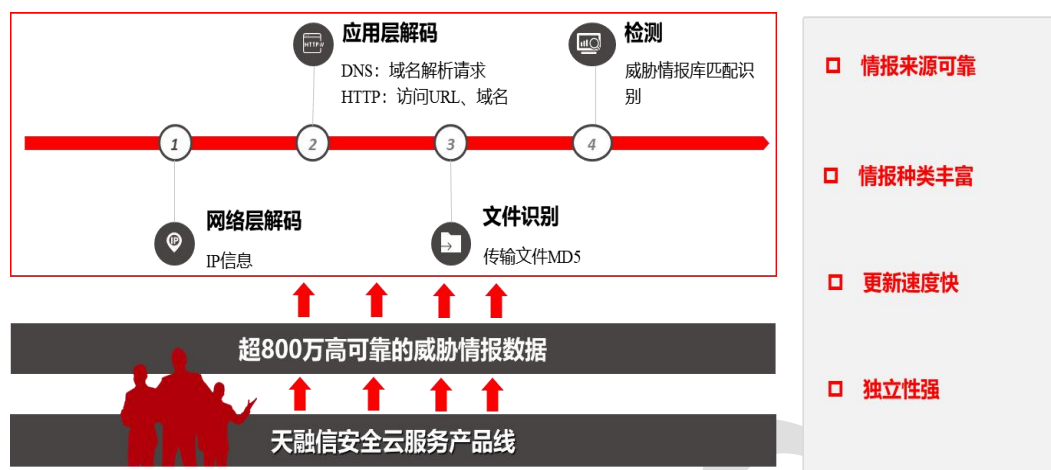 应用层解码
DNS：域名解析请求
HTTP：访问URL、域名
检测
威胁情报库匹配识
别
HTTP://
1
2
3
4
IP
网络层解码
IP信息
文件识别
传输文件MD5
超800万高可靠的威胁情报数据
天融信安全云服务产品线
情报来源可靠
情报种类丰富
更新速度快
独立性强